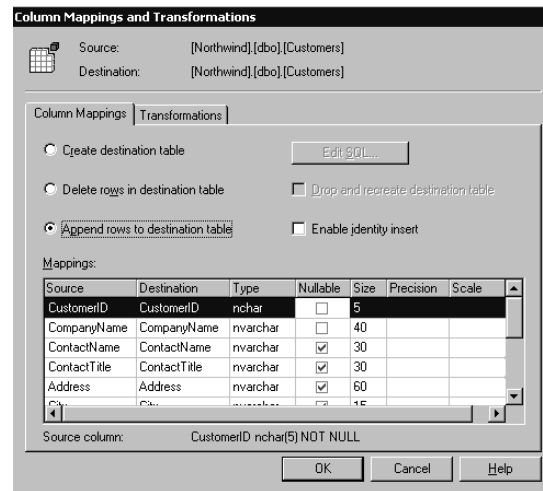 Column Mappings and Transformations
Source: [Northwind].[dbo].[Customers]
Destination: [Northwind].[dbo].[Customers]
Column Mappings Transformations
Create destination table Edit SQL...
Delete rows in destination table Drop and recreate destination table
Append rows to destination table Enable identity insert
Mappings:
Source Destination Type Nullable Size Precision Scale
CustomerID CustomerID nchar 5
CompanyName CompanyName nvarchar 40
ContactName ContactName nvarchar 30
ContactTitle ContactTitle nvarchar 30
Address Address nvarchar 60
Source column: CustomerID nchar(5) NOT NULL
OK Cancel Help